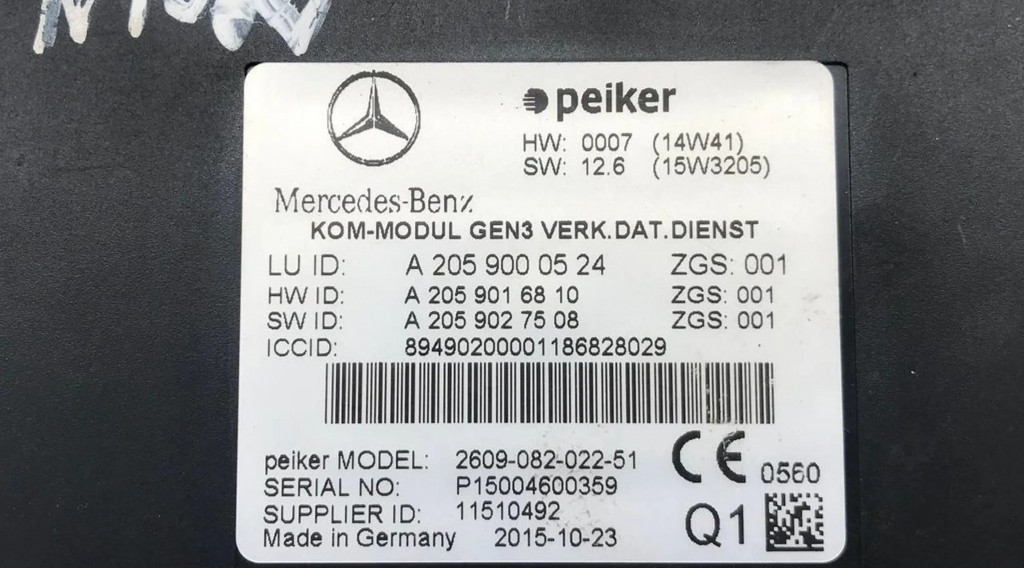 peiker
HW: 0007 (14W41)
SW: 12.6 (15W3205)
Mercedes-Benz
KOM-MODUL GEN3 VERK.DAT.DIENST
LU ID: A 205 900 05 24 ZGS: 001
HW ID: A 205 901 68 10 ZGS: 001
SW ID: A 205 902 75 08 ZGS: 001
ICCID: 89490200001186828029
peiker MODEL: 2609-082-022-51
SERIAL NO: P15004600359
SUPPLIER ID: 11510492
Made in Germany 2015-10-23
CE 0560
Q1